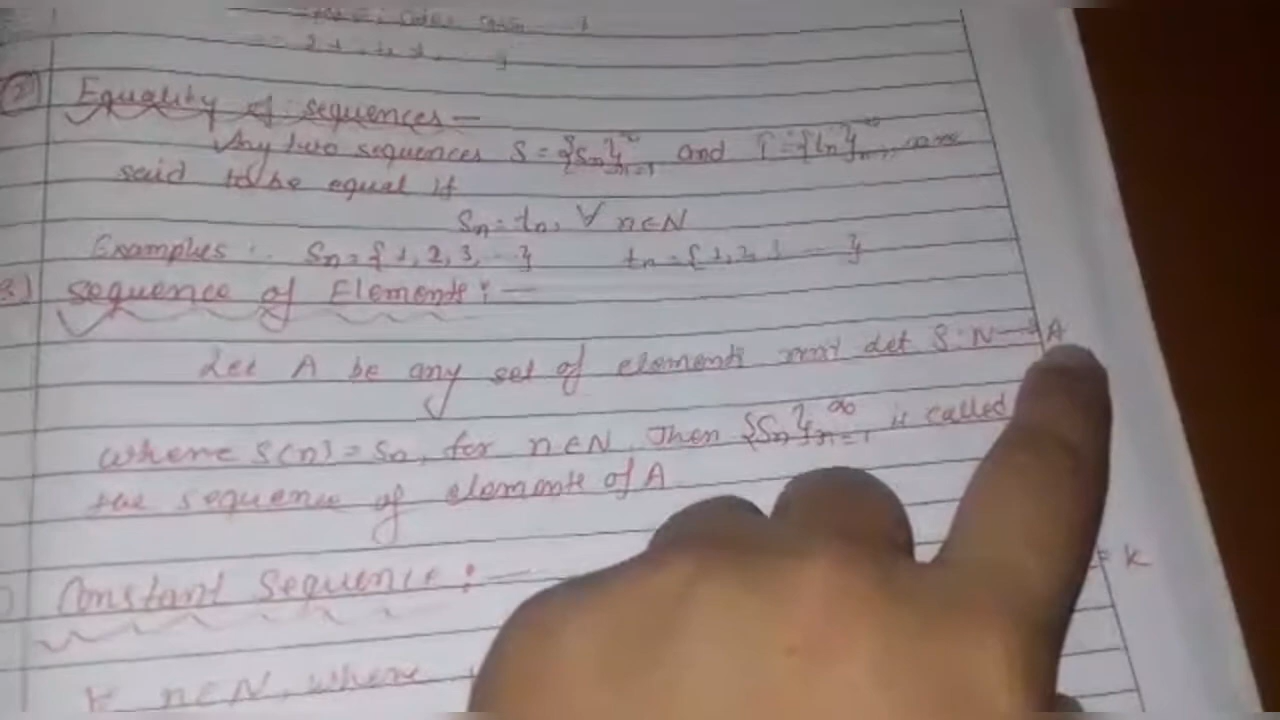 Equality of sequences —
Any two sequences S = {Sn}∞n=1 and T = {tn}∞n=1 are
said to be equal if
Sn = tn, ∀ n∈N
Examples : Sn = {1, 2, 3, ..} tn = {1, 2, 3 --- }
Sequence of Elements : —
Let A be any set of elements and let S : N → A
where S(n) = Sn, for n∈N. Then {Sn}∞n=1 is called
the sequence of elements of A
Constant Sequence : —
= K
∀ n∈N, where